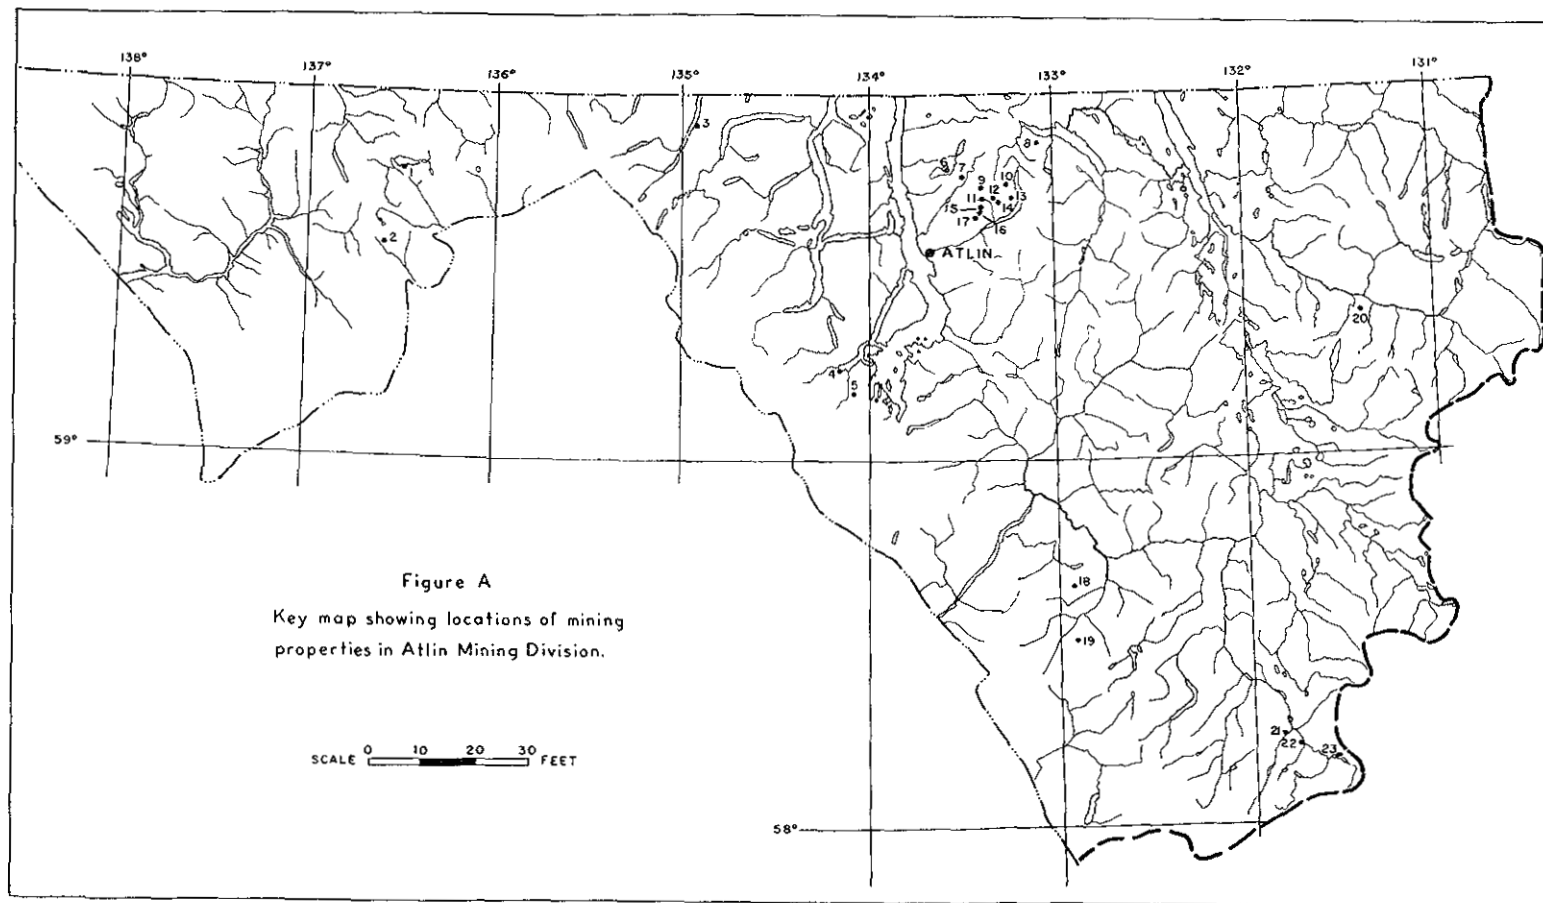 138° 137° 136° 135° 134° 133° 132° 131°
3
8
1
6 7
9 10
11 12 13
14
15
17
16
2
ATLIN
20
4
5
59°
18
Figure A
Key map showing locations of mining
properties in Atlin Mining Division.
19
21
22 23
SCALE 0 10 20 30 FEET
58°